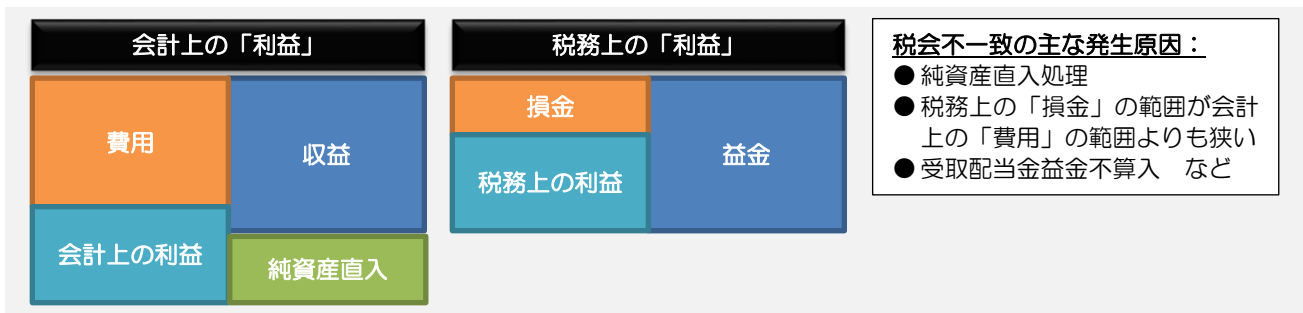 会計上の「利益」
費用
収益
会計上の利益
純資産直入
税務上の「利益」
損金
益金
税務上の利益
税会不一致の主な発生原因：
●純資産直入処理
●税務上の「損金」の範囲が会計
上の「費用」の範囲よりも狭い
●受取配当金益金不算入　など